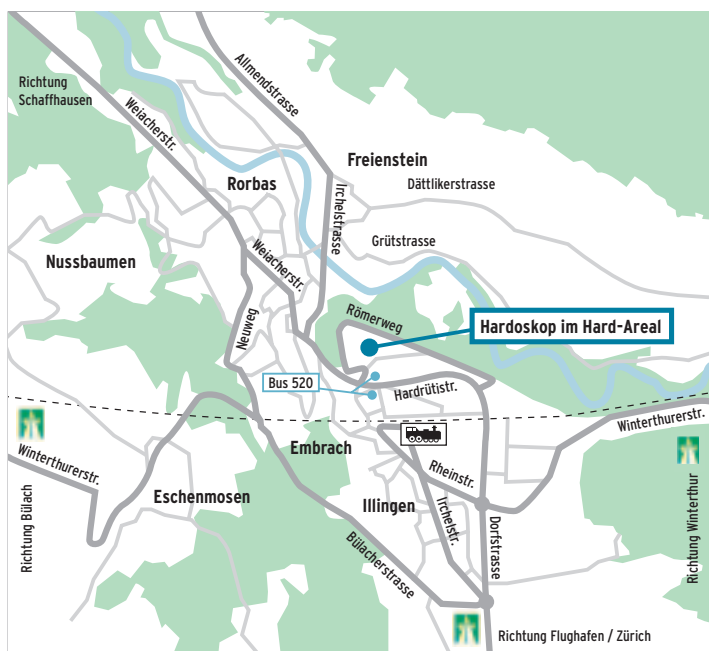 Allmendstrasse
Richtung
Schaffhausen
Weiacherstr.
Freienstein
Rorbas
Dättlikerstrasse
Irchelstrasse
Grütstrasse
Nussbaumen
Weiacherstr.
Römerweg
Hardoskop im Hard-Areal
Neuweg
Bus 520
Hardrütistr.
Winterthurerstr.
Embrach
Winterthurerstr.
Rheinstr.
Eschenmosen
Illingen
Irchelstr.
Dorfstrasse
Richtung Bülach
Richtung Winterthur
Bülacherstrasse
Richtung Flughafen / Zürich